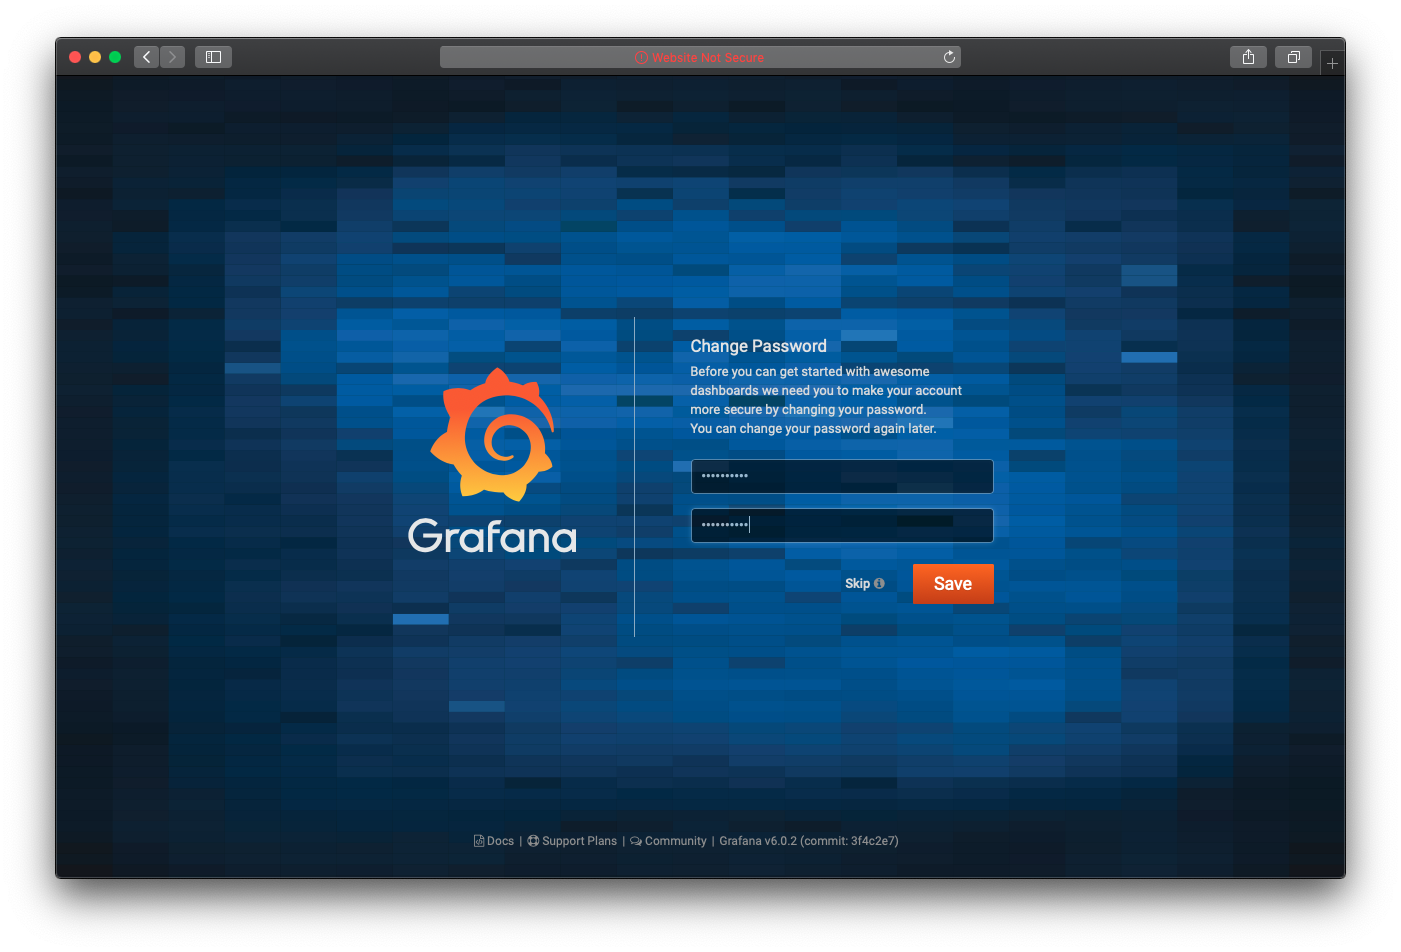 Website Not Secure
Change Password
Before you can get started with awesome
dashboards we need you to make your account
more secure by changing your password.
You can change your password again later.
••••••••••
••••••••••
Grafana
Skip
Save
Docs | Support Plans | Community | Grafana v6.0.2 (commit: 3f4c2e7)